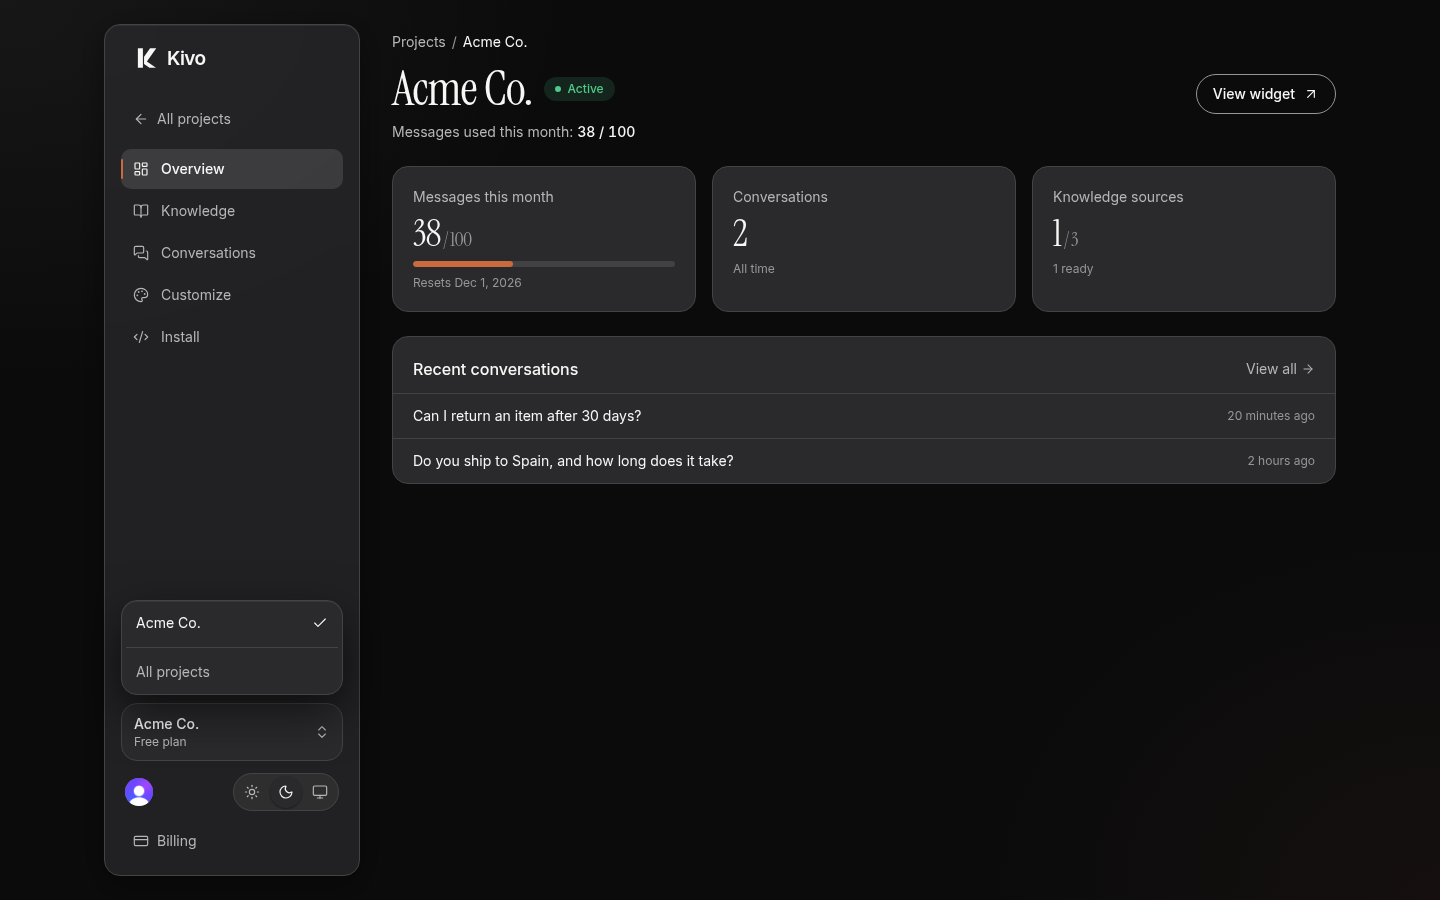 Kivo
All projects
Overview
Knowledge
Conversations
Customize
Install
Acme Co.
All projects
Acme Co.
Free plan
Billing
Projects / Acme Co.
Acme Co.
Active
View widget
Messages used this month: 38 / 100
Messages this month
38/100
Resets Dec 1, 2026
Conversations
2
All time
Knowledge sources
1/3
1 ready
Recent conversations
View all
Can I return an item after 30 days?
20 minutes ago
Do you ship to Spain, and how long does it take?
2 hours ago